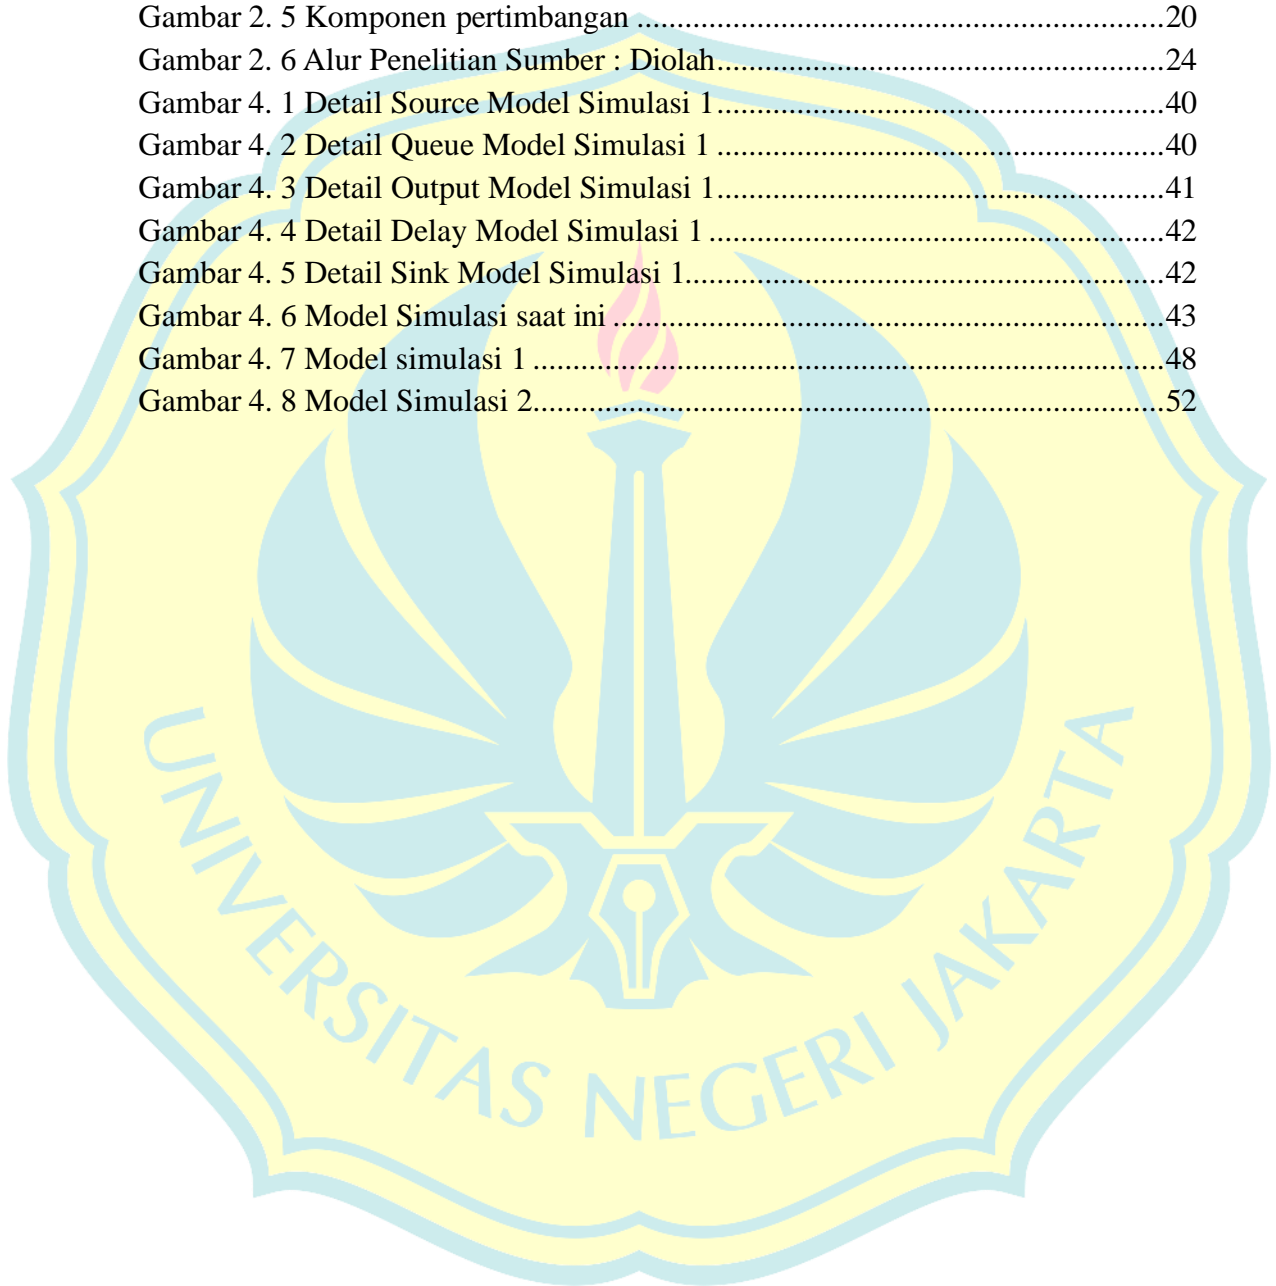 Gambar 2. 5 Komponen pertimbangan ....................................................................20
Gambar 2. 6 Alur Penelitian Sumber : Diolah.........................................................24
Gambar 4. 1 Detail Source Model Simulasi 1.........................................................40
Gambar 4. 2 Detail Queue Model Simulasi 1 .........................................................40
Gambar 4. 3 Detail Output Model Simulasi 1.........................................................41
Gambar 4. 4 Detail Delay Model Simulasi 1 ..........................................................42
Gambar 4. 5 Detail Sink Model Simulasi 1.............................................................42
Gambar 4. 6 Model Simulasi saat ini ......................................................................43
Gambar 4. 7 Model simulasi 1 ................................................................................48
Gambar 4. 8 Model Simulasi 2................................................................................52
UNIVERSITAS NEGERI JAKARTA